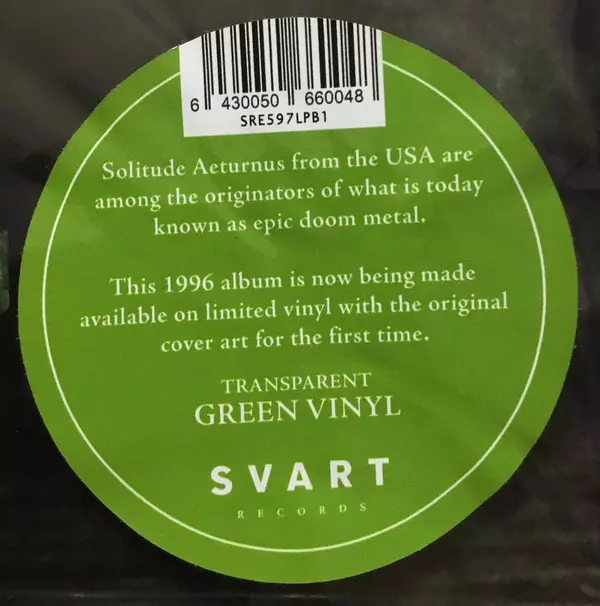 6 430050 660048
SRE597LPB1
Solitude Aeturnus from the USA are
among the originators of what is today
known as epic doom metal.
This 1996 album is now being made
available on limited vinyl with the original
cover art for the first time.
TRANSPARENT
GREEN VINYL
SVART
RECORDS